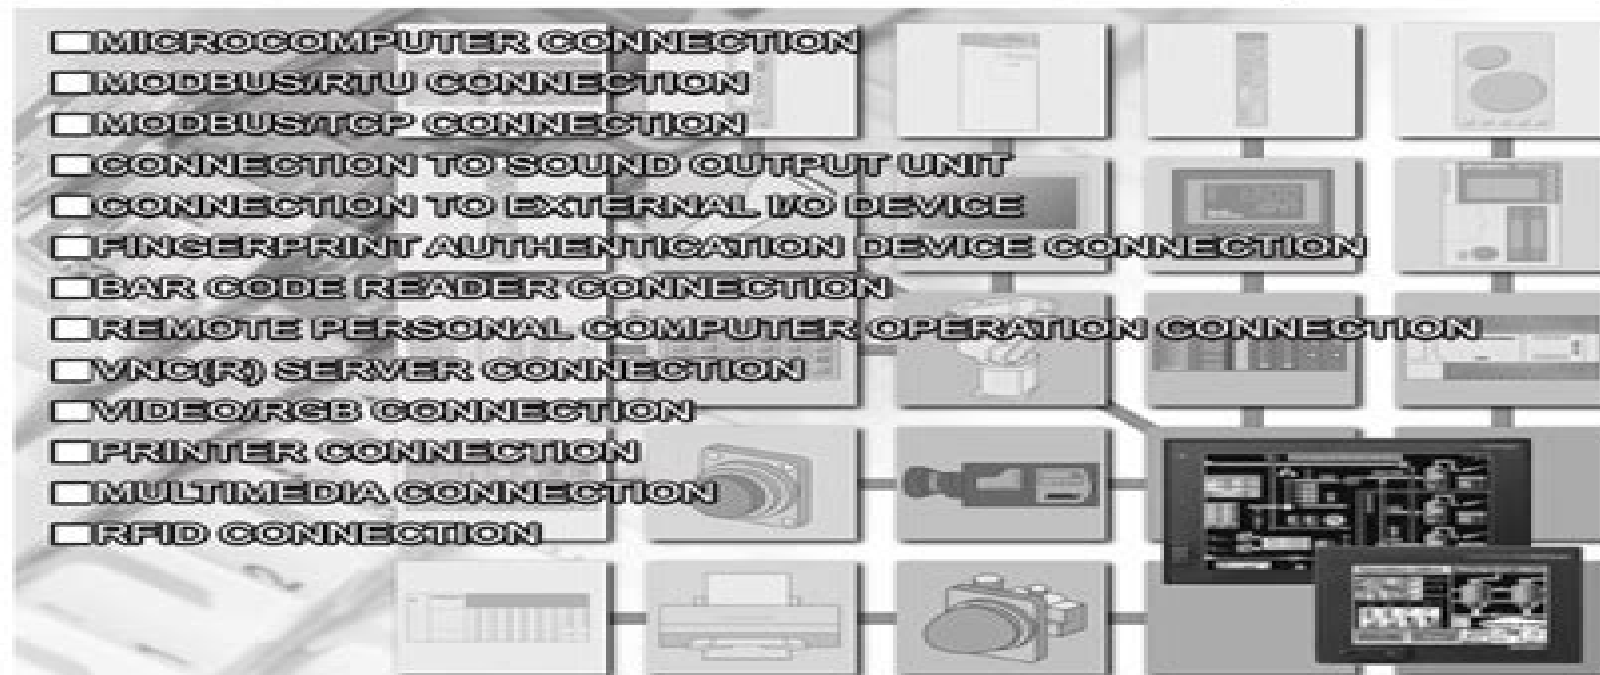 □MICROCOMPUTER CONNECTION
□MODBUS/RTU CONNECTION
□MODBUS/TCP CONNECTION
□CONNECTION TO SOUND OUTPUT UNIT
□CONNECTION TO EXTERNAL I/O DEVICE
□FINGERPRINT AUTHENTICATION DEVICE CONNECTION
□BAR CODE READER CONNECTION
□REMOTE PERSONAL COMPUTER OPERATION CONNECTION
□VNC(R) SERVER CONNECTION
□VIDEO/RGB CONNECTION
□PRINTER CONNECTION
□MULTIMEDIA CONNECTION
□RFID CONNECTION